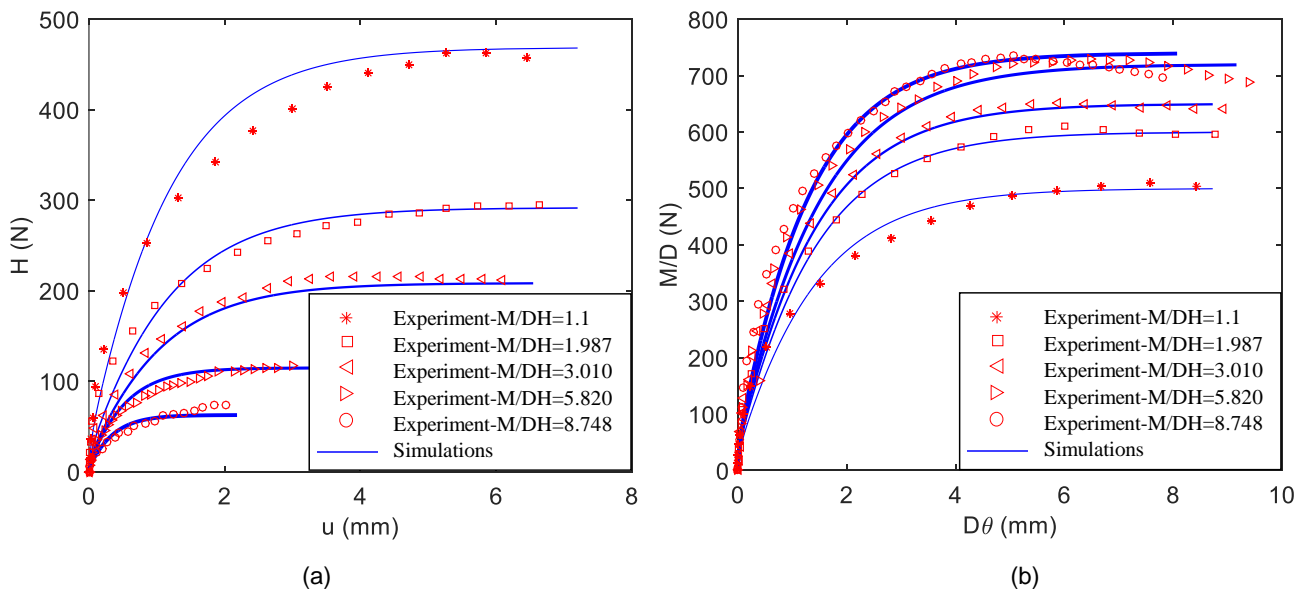 500
400
300
200
100
0
H (N)
0 2 4 6 8
u (mm)
Experiment-M/DH=1.1
Experiment-M/DH=1.987
Experiment-M/DH=3.010
Experiment-M/DH=5.820
Experiment-M/DH=8.748
Simulations
(a)
800
700
600
500
400
300
200
100
0
M/D (N)
0 2 4 6 8 10
Dθ (mm)
Experiment-M/DH=1.1
Experiment-M/DH=1.987
Experiment-M/DH=3.010
Experiment-M/DH=5.820
Experiment-M/DH=8.748
Simulations
(b)